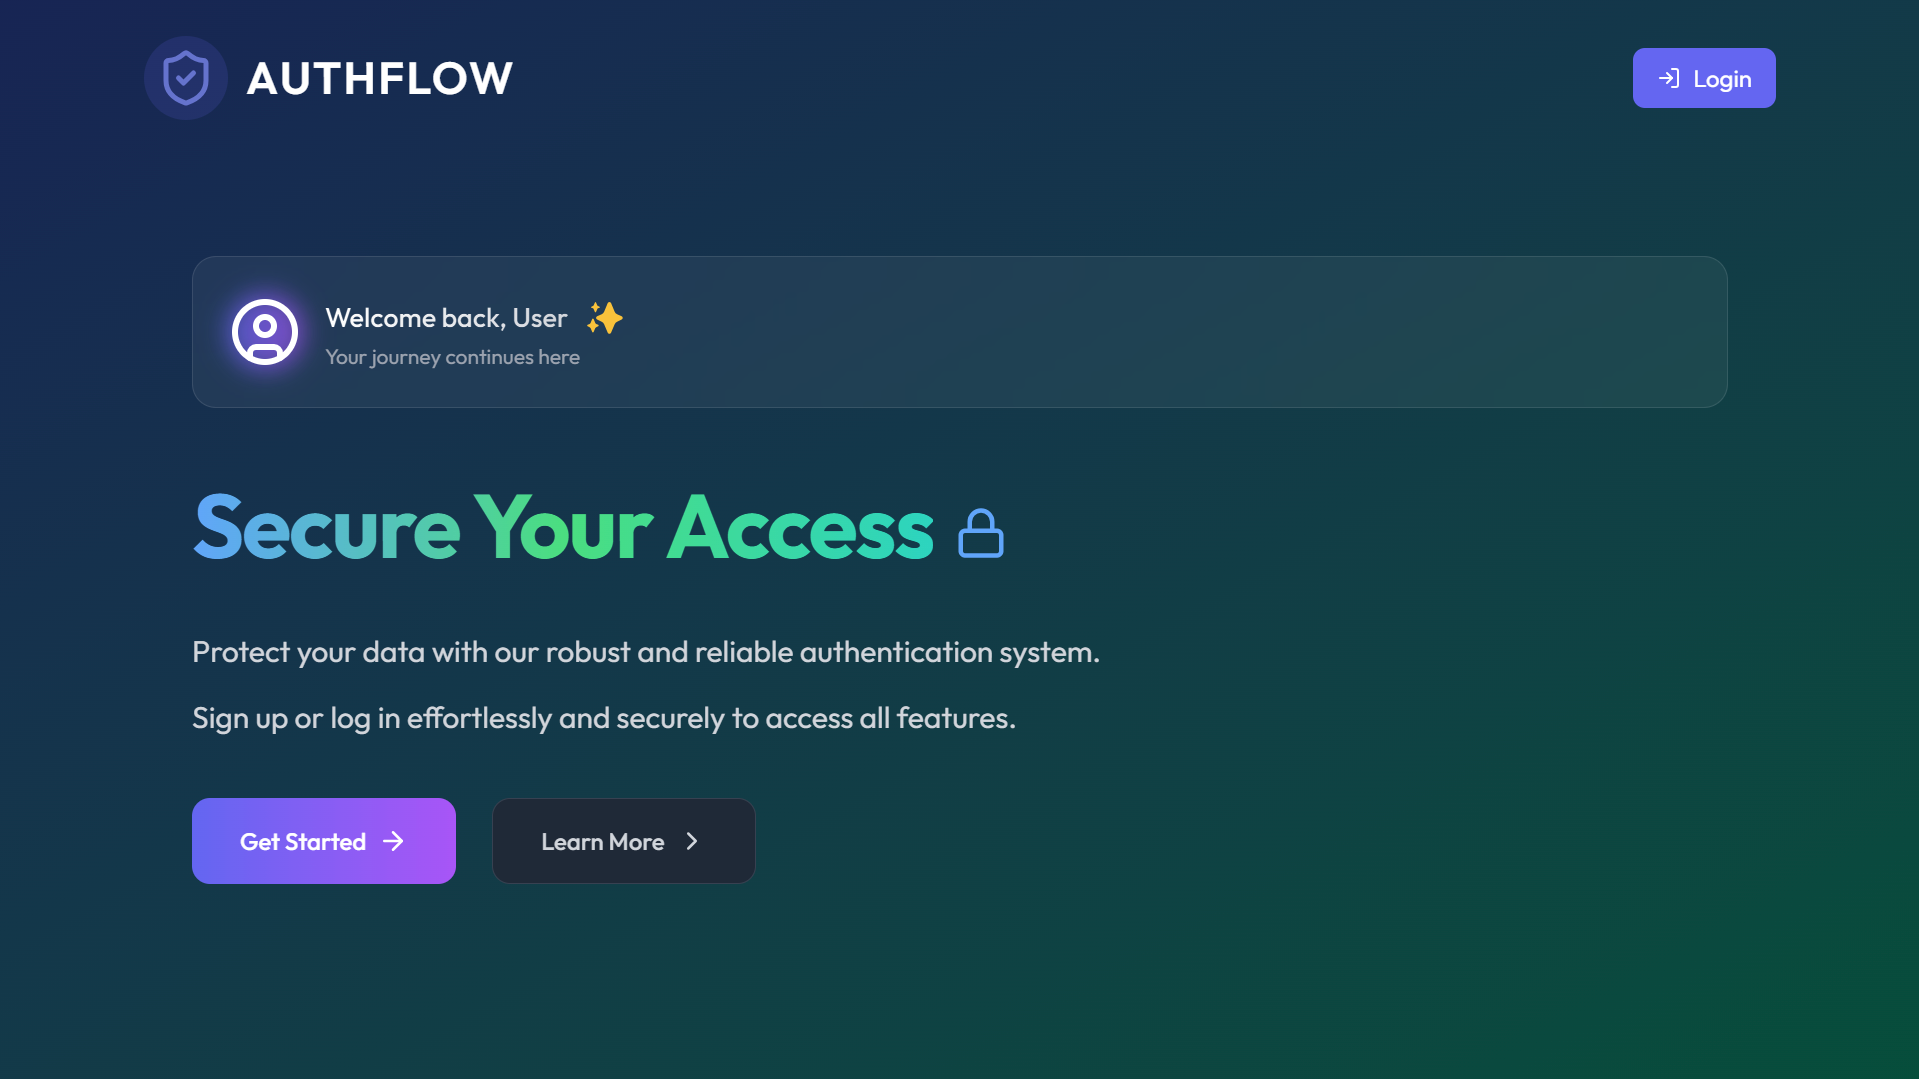 AUTHFLOW
Login
Welcome back, User ✨
Your journey continues here
Secure Your Access
Protect your data with our robust and reliable authentication system.
Sign up or log in effortlessly and securely to access all features.
Get Started
Learn More